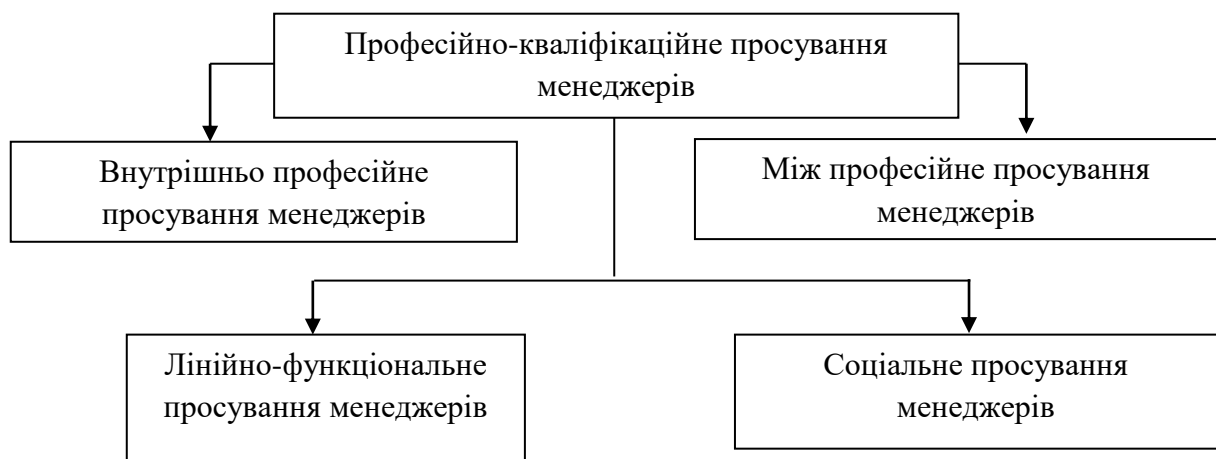 Професійно-кваліфікаційне просування
менеджерів
Внутрішньо професійне
просування менеджерів
Між професійне просування
менеджерів
Лінійно-функціональне
просування менеджерів
Соціальне просування
менеджерів